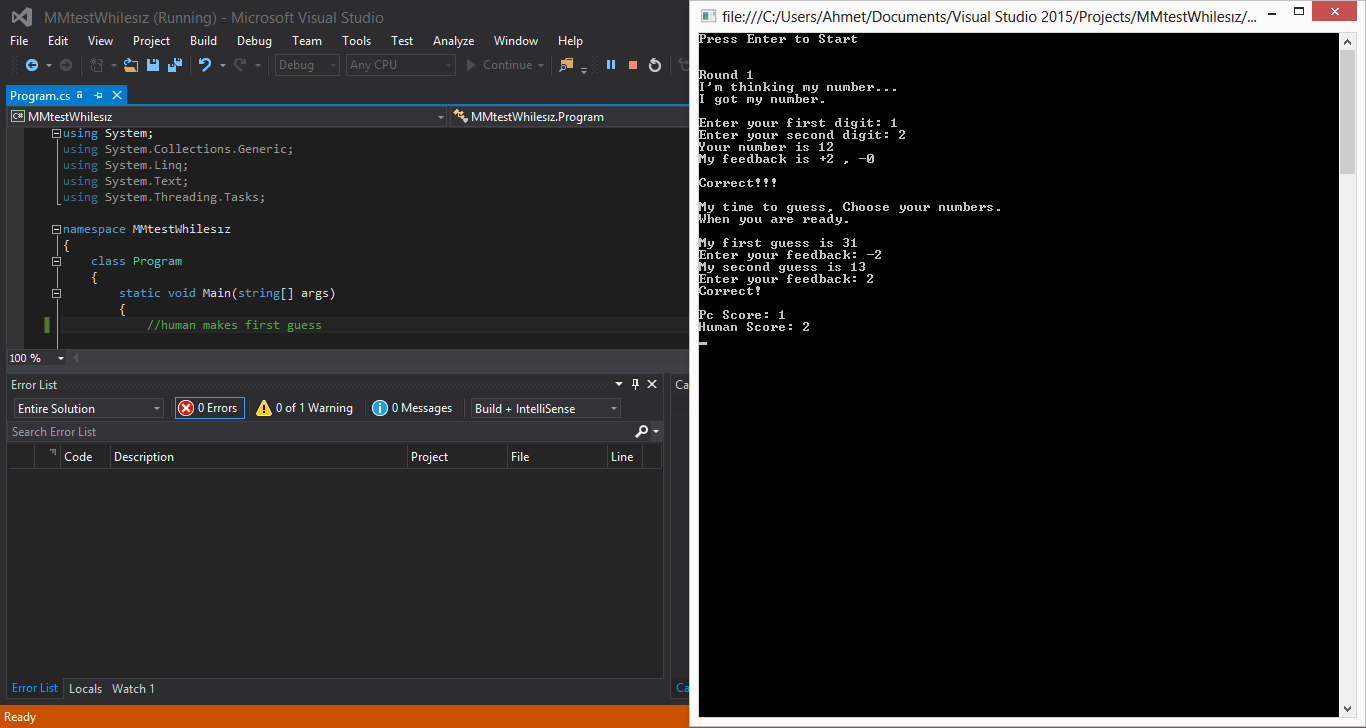 MMtestWhilesız (Running) - Microsoft Visual Studio
File Edit View Project Build Debug Team Tools Test Analyze Window Help
Debug Any CPU Continue
Program.cs
C# MMtestWhilesız MMtestWhilesız.Program
using System;
using System.Collections.Generic;
using System.Linq;
using System.Text;
using System.Threading.Tasks;
namespace MMtestWhilesız
{
class Program
{
static void Main(string[] args)
{
//human makes first guess
100 %
Error List
Entire Solution 0 Errors 0 of 1 Warning 0 Messages Build + IntelliSense
Search Error List
Code Description Project File Line
Error List Locals Watch 1
Ca
Ca
Ready
file:///C:/Users/Ahmet/Documents/Visual Studio 2015/Projects/MMtestWhilesız/...
Press Enter to Start
Round 1
I'm thinking my number...
I got my number.
Enter your first digit: 1
Enter your second digit: 2
Your number is 12
My feedback is +2 , -0
Correct!!!
My time to guess, Choose your numbers.
When you are ready.
My first guess is 31
Enter your feedback: -2
My second guess is 13
Enter your feedback: 2
Correct!
Pc Score: 1
Human Score: 2